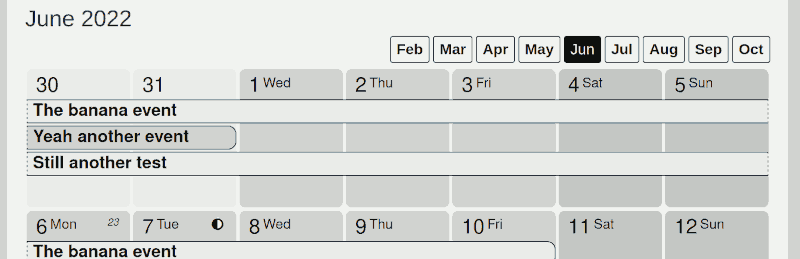 June 2022
Feb Mar Apr May Jun Jul Aug Sep Oct
30 31 1 Wed 2 Thu 3 Fri 4 Sat 5 Sun
The banana event
Yeah another event
Still another test
6 Mon 23 7 Tue 8 Wed 9 Thu 10 Fri 11 Sat 12 Sun
The banana event